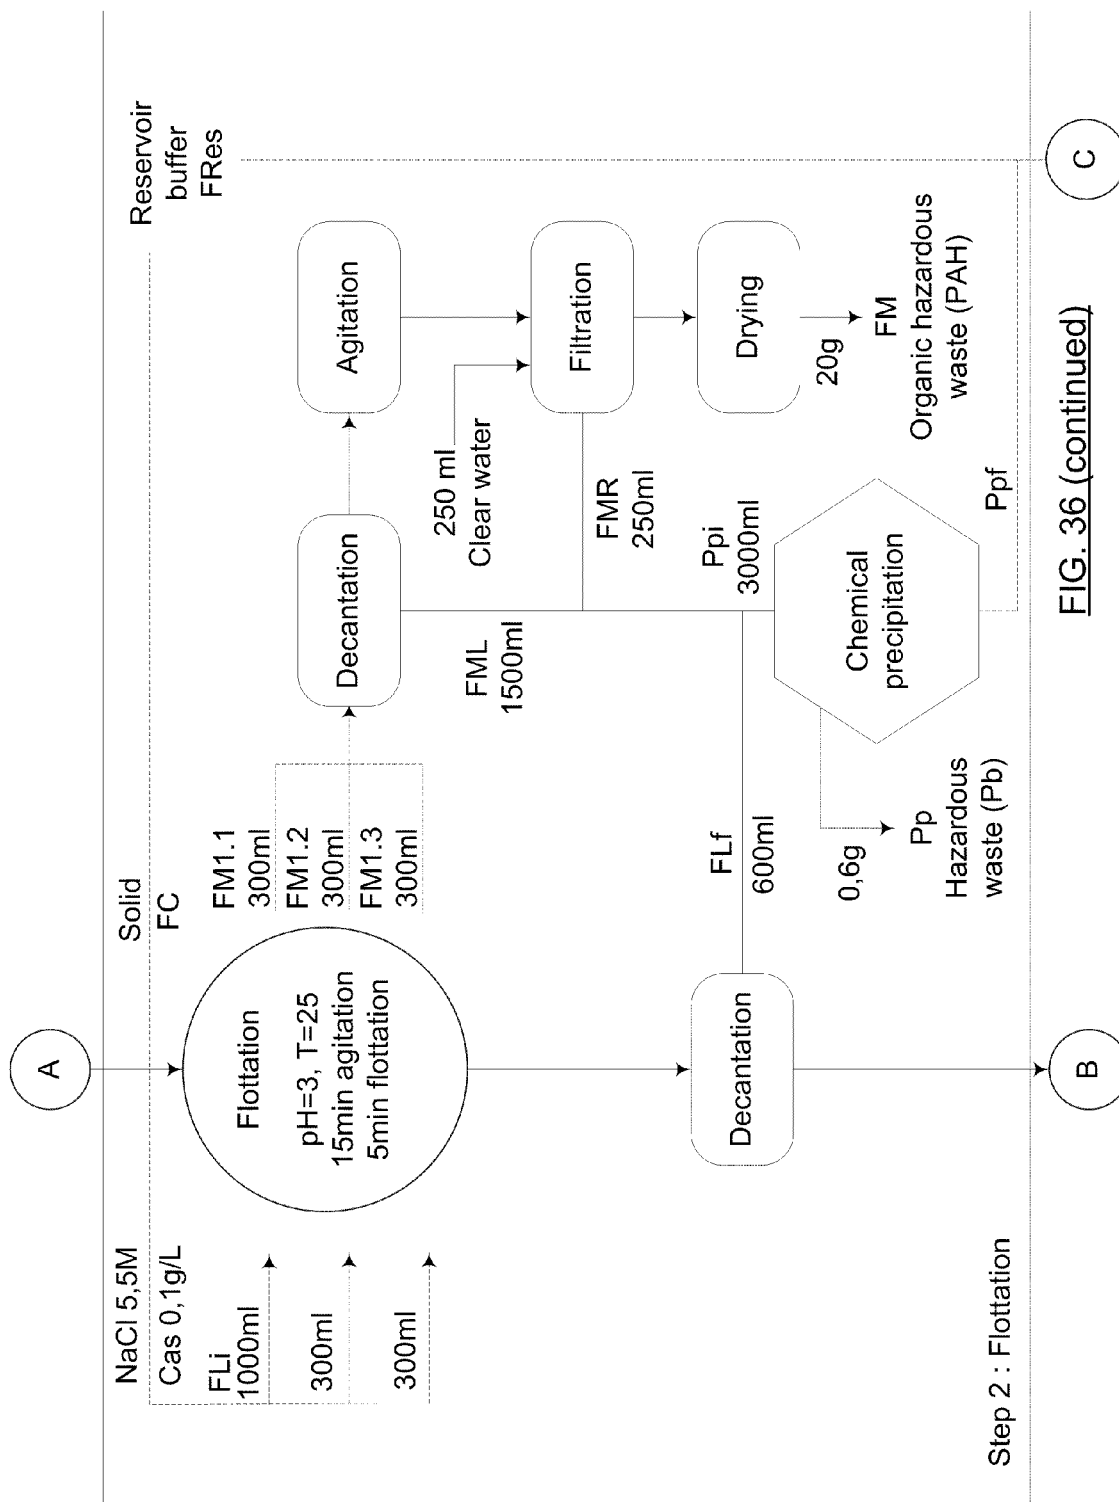 A
Solid
FC
NaCl 5,5M
Cas 0,1g/L
FLi
1000ml
300ml
300ml
Flottation
pH=3, T=25
15min agitation
5min flottation
FM1.1
300ml
FM1.2
300ml
FM1.3
300ml
Decantation
Agitation
Reservoir
buffer
FRes
250 ml
Clear water
Filtration
FML
1500ml
FMR
250ml
Drying
20g
FM
Organic hazardous
waste (PAH)
Ppi
3000ml
Chemical
precipitation
FLf
600ml
Decantation
0,6g
Pp
Hazardous
waste (Pb)
Ppf
Step 2 : Flottation
B
C
FIG. 36 (continued)